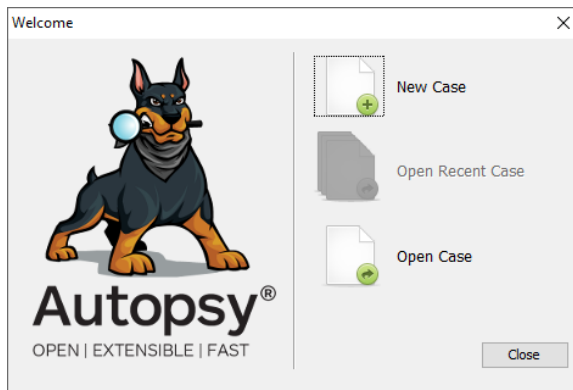 Welcome
New Case
Open Recent Case
Open Case
Autopsy®
OPEN | EXTENSIBLE | FAST
Close